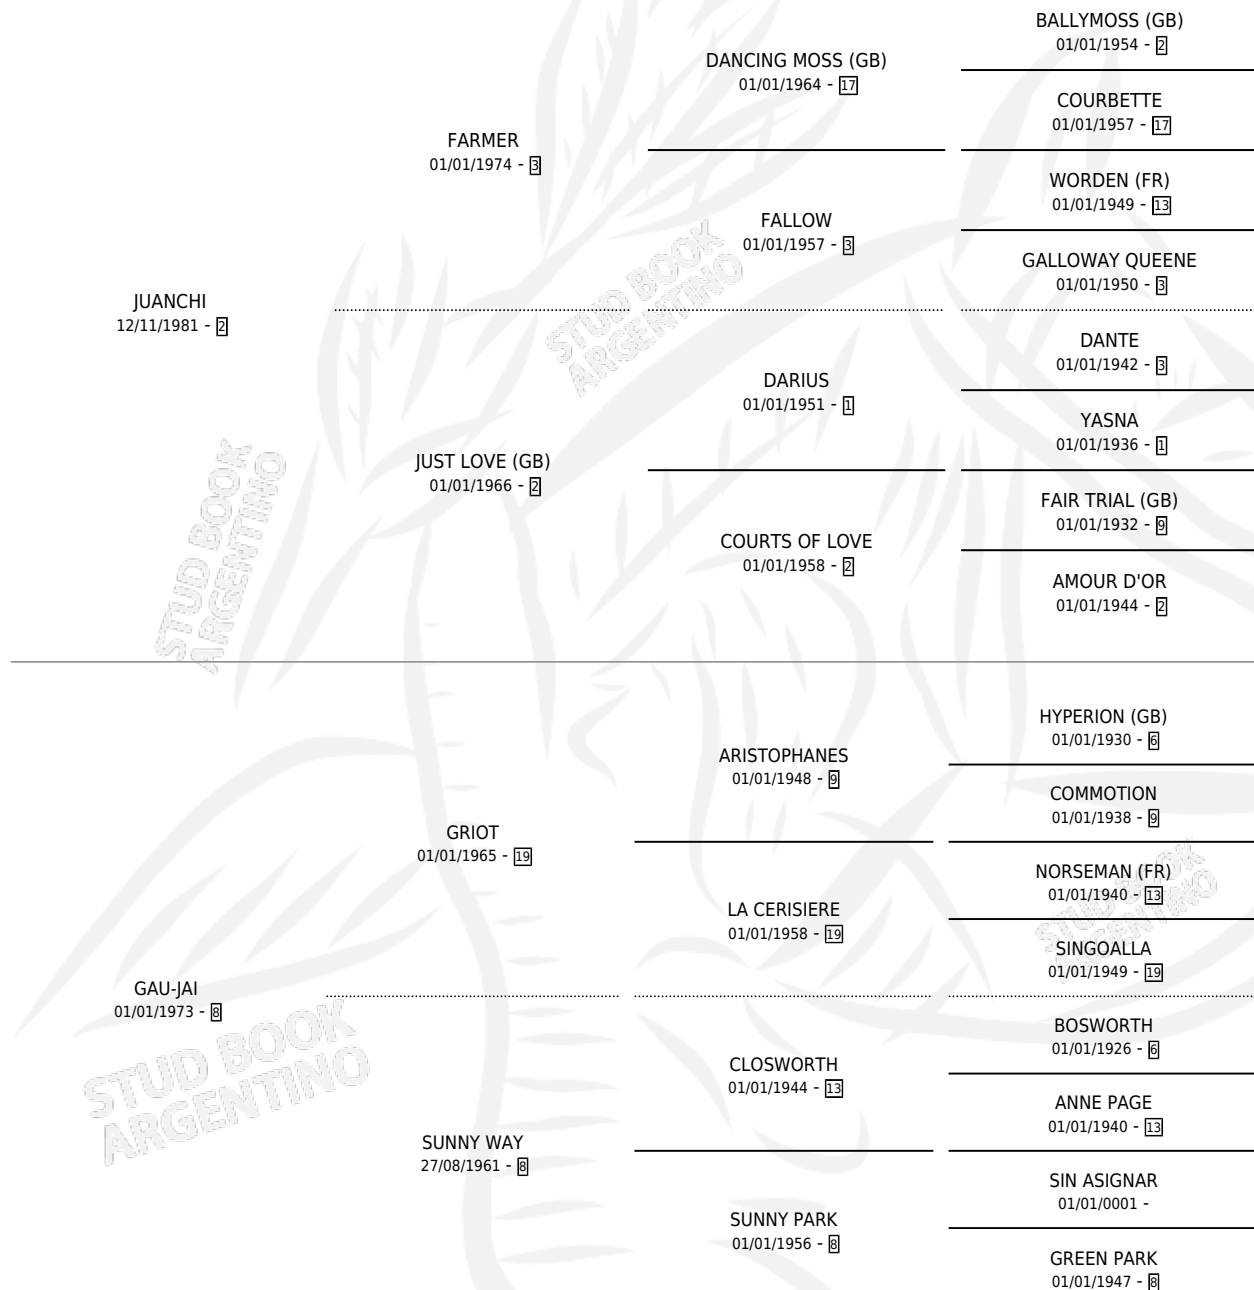 BALLYMOSS (GB)
01/01/1954 - 2
DANCING MOSS (GB)
01/01/1964 - 17
COURBETTE
01/01/1957 - 17
FARMER
01/01/1974 - 3
WORDEN (FR)
01/01/1949 - 13
FALLOW
01/01/1957 - 3
GALLOWAY QUEENE
01/01/1950 - 3
JUANCHI
12/11/1981 - 2
DANTE
01/01/1942 - 3
DARIUS
01/01/1951 - 1
YASNA
01/01/1936 - 1
JUST LOVE (GB)
01/01/1966 - 2
FAIR TRIAL (GB)
01/01/1932 - 9
COURTS OF LOVE
01/01/1958 - 2
AMOUR D'OR
01/01/1944 - 2
HYPERION (GB)
01/01/1930 - 6
ARISTOPHANES
01/01/1948 - 9
COMMOTION
01/01/1938 - 9
GRIOT
01/01/1965 - 19
NORSEMAN (FR)
01/01/1940 - 13
LA CERISIERE
01/01/1958 - 19
SINGOALLA
01/01/1949 - 19
GAU-JAI
01/01/1973 - 8
BOSWORTH
01/01/1926 - 6
CLOSWORTH
01/01/1944 - 13
ANNE PAGE
01/01/1940 - 13
SUNNY WAY
27/08/1961 - 8
SIN ASIGNAR
01/01/0001 -
SUNNY PARK
01/01/1956 - 8
GREEN PARK
01/01/1947 - 8
STUD BOOK
ARGENTINO
STUD BOOK
ARGENTINO
STUD BOOK
ARGENTINO
STUD BOOK
ARGENTINO